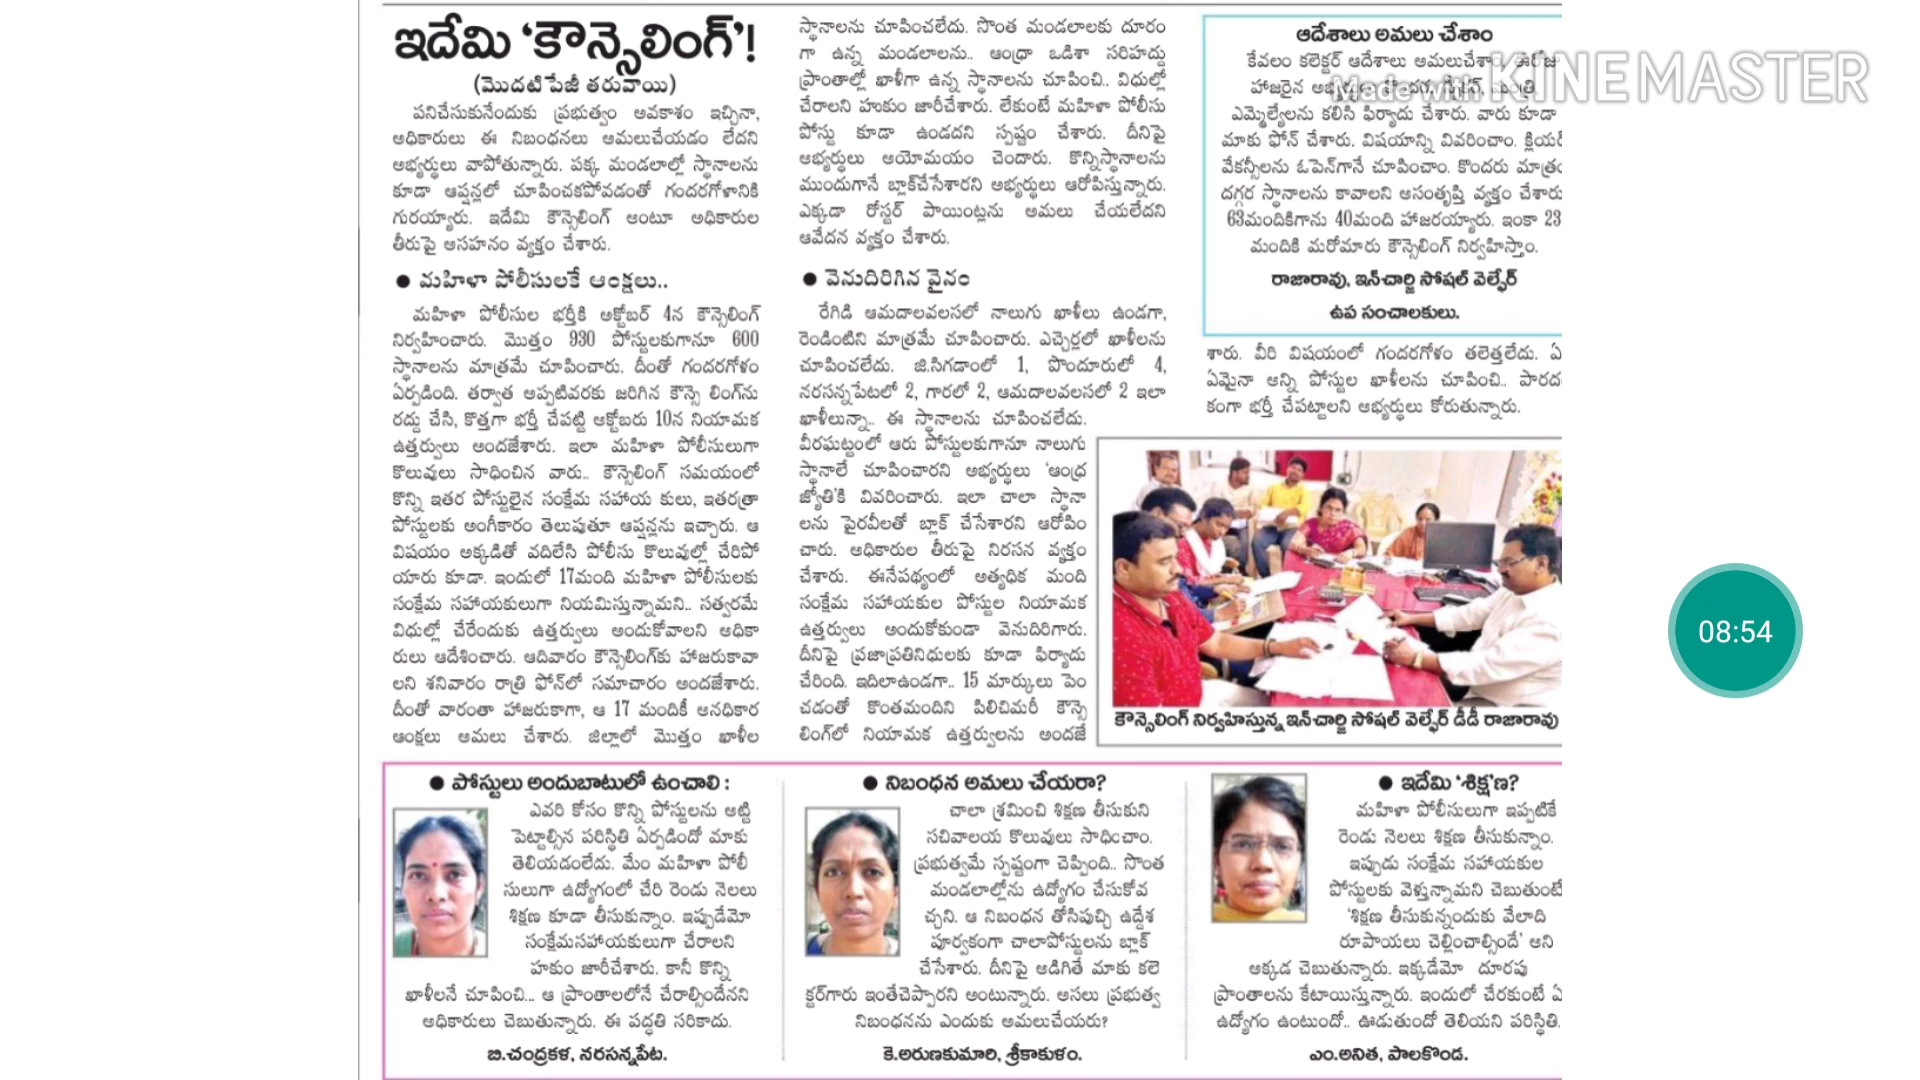 ఇదేమి ‘కౌన్సెలింగ్’!
(మొదటిపేజీ తరువాయి)
పనిచేసుకునేందుకు ప్రభుత్వం అవకాశం ఇచ్చినా,
అధికారులు ఈ నిబంధనలు అమలుచేయడం లేదని
అభ్యర్థులు వాపోతున్నారు. పక్క మండలాల్లో స్థానాలను
కూడా ఆప్షన్లలో చూపించకపోవడంతో గందరగోళానికి
గురయ్యారు. ఇదేమి కౌన్సెలింగ్ అంటూ అధికారుల
తీరుపై అసహనం వ్యక్తం చేశారు.
● మహిళా పోలీసులకే ఆంక్షలు..
మహిళా పోలీసుల భర్తీకి అక్టోబర్ 4న కౌన్సెలింగ్
నిర్వహించారు. మొత్తం 930 పోస్టులకుగానూ 600
స్థానాలను మాత్రమే చూపించారు. దీంతో గందరగోళం
ఏర్పడింది. తర్వాత అప్పటివరకు జరిగిన కౌన్సె లింగ్‌ను
రద్దు చేసి, కొత్తగా భర్తీ చేపట్టి ఆక్టోబరు 10న నియామక
ఉత్తర్వులు అందజేశారు. ఇలా మహిళా పోలీసులుగా
కొలువులు సాధించిన వారు.. కౌన్సెలింగ్ సమయంలో
కొన్ని ఇతర పోస్టులైన సంక్షేమ సహాయ కులు, ఇతరత్రా
పోస్టులకు అంగీకారం తెలుపుతూ ఆప్షన్లను ఇచ్చారు. ఆ
విషయం అక్కడితో వదిలేసి పోలీసు కొలువుల్లో చేరిపో
యారు కూడా. ఇందులో 17మంది మహిళా పోలీసులకు
సంక్షేమ సహాయకులుగా నియమిస్తున్నామని.. సత్వరమే
విధుల్లో చేరేందుకు ఉత్తర్వులు అందుకోవాలని అధికా
రులు ఆదేశించారు. ఆదివారం కౌన్సెలింగ్‌కు హాజరుకావా
లని శనివారం రాత్రి ఫోన్‌లో సమాచారం అందజేశారు.
దీంతో వారంతా హాజరుకాగా, ఆ 17 మందికీ అనధికార
ఆంక్షలు అమలు చేశారు. జిల్లాలో మొత్తం ఖాళీల
స్థానాలను చూపించలేదు. సొంత మండలాలకు దూరం
గా ఉన్న మండలాలను.. ఆంధ్రా ఒడిశా సరిహద్దు
ప్రాంతాల్లో ఖాళీగా ఉన్న స్థానాలను చూపించి.. విధుల్లో
చేరాలని హుకుం జారీచేశారు. లేకుంటే మహిళా పోలీసు
పోస్టు కూడా ఉండదని స్పష్టం చేశారు. దీనిపై
అభ్యర్థులు అయోమయం చెందారు. కొన్నిస్థానాలను
ముందుగానే బ్లాక్‌చేసేశారని అభ్యర్థులు ఆరోపిస్తున్నారు.
ఎక్కడా రోస్టర్ పాయింట్లను అమలు చేయలేదని
ఆవేదన వ్యక్తం చేశారు.
● వెనుదిరిగిన వైనం
రేగిడి ఆమదాలవలసలో నాలుగు ఖాళీలు ఉండగా,
రెండింటిని మాత్రమే చూపించారు. ఎచ్చెర్లలో ఖాళీలను
చూపించలేదు. జి.సిగడాంలో 1, పొందూరులో 4,
నరసన్నపేటలో 2, గారలో 2, ఆమదాలవలసలో 2 ఇలా
ఖాళీలున్నా.. ఈ స్థానాలను చూపించలేదు.
వీరఘట్టంలో ఆరు పోస్టులకుగానూ నాలుగు
స్థానాలే చూపించారని అభ్యర్థులు ‘ఆంధ్ర
జ్యోతి’కి వివరించారు. ఇలా చాలా స్థానా
లను పైరవీలతో బ్లాక్ చేసేశారని ఆరోపిం
చారు. అధికారుల తీరుపై నిరసన వ్యక్తం
చేశారు. ఈనేపథ్యంలో అత్యధిక మంది
సంక్షేమ సహాయకుల పోస్టుల నియామక
ఉత్తర్వులు అందుకోకుండా వెనుదిరిగారు.
దీనిపై ప్రజాప్రతినిధులకు కూడా ఫిర్యాదు
చేరింది. ఇదిలాఉండగా.. 15 మార్కులు పెం
చడంతో కొంతమందిని పిలిచిమరీ కౌన్సె
లింగ్‌లో నియామక ఉత్తర్వులను అందజే
ఆదేశాలు అమలు చేశాం
కేవలం కలెక్టర్ ఆదేశాలు అమలుచేశాం.
హాజరైన
ఎమ్మెల్యేలను కలిసి ఫిర్యాదు చేశారు. వారు కూడా
మాకు ఫోన్ చేశారు. విషయాన్ని వివరించాం. క్లియర్
వేకన్సీలను ఓపెన్‌గానే చూపించాం. కొందరు మాత్రం
దగ్గర స్థానాలను కావాలని అసంతృప్తి వ్యక్తం చేశారు
63మందికిగాను 40మంది హాజరయ్యారు. ఇంకా 23
మందికి మరోమారు కౌన్సెలింగ్ నిర్వహిస్తాం.
రాజారావు, ఇన్‌చార్జి సోషల్ వెల్ఫేర్
ఉప సంచాలకులు.
శారు. వీరి విషయంలో గందరగోళం తలెత్తలేదు. ఏ
ఏమైనా అన్ని పోస్టుల ఖాళీలను చూపించి.. పారద
కంగా భర్తీ చేపట్టాలని అభ్యర్థులు కోరుతున్నారు.
కౌన్సెలింగ్ నిర్వహిస్తున్న ఇన్‌చార్జి సోషల్ వెల్ఫేర్ డీడీ రాజారావు
● పోస్టులు అందుబాటులో ఉంచాలి :
ఎవరి కోసం కొన్ని పోస్టులను అట్టి
పెట్టాల్సిన పరిస్థితి ఏర్పడిందో మాకు
తెలియడంలేదు. మేం మహిళా పోలీ
సులుగా ఉద్యోగంలో చేరి రెండు నెలలు
శిక్షణ కూడా తీసుకున్నాం. ఇప్పుడేమో
సంక్షేమసహాయకులుగా చేరాలని
హకుం జారీచేశారు. కానీ కొన్ని
ఖాళీలనే చూపించి... ఆ ప్రాంతాలలోనే చేరాల్సిందేనని
అధికారులు చెబుతున్నారు. ఈ పద్ధతి సరికాదు.
బి.చంద్రకళ, నరసన్నపేట.
● నిబంధన అమలు చేయరా?
చాలా శ్రమించి శిక్షణ తీసుకుని
సచివాలయ కొలువులు సాధించాం.
ప్రభుత్వమే స్పష్టంగా చెప్పింది.. సొంత
మండలాల్లోను ఉద్యోగం చేసుకోవ
చ్చని. ఆ నిబంధన తోసిపుచ్చి ఉద్దేశ
పూర్వకంగా చాలాపోస్టులను బ్లాక్
చేసేశారు. దీనిపై అడిగితే మాకు కలె
క్టర్‌గారు ఇంతేచెప్పారని అంటున్నారు. అసలు ప్రభుత్వ
నిబంధనను ఎందుకు అమలుచేయరు?
కె.అరుణకుమారి, శ్రీకాకుళం.
● ఇదేమి ‘శిక్ష’ణ?
మహిళా పోలీసులుగా ఇప్పటికే
రెండు నెలలు శిక్షణ తీసుకున్నాం.
ఇప్పుడు సంక్షేమ సహాయకుల
పోస్టులకు వెళ్తున్నామని చెబుతుంటే
‘శిక్షణ తీసుకున్నందుకు వేలాది
రూపాయలు చెల్లించాల్సిందే’ అని
అక్కడ చెబుతున్నారు. ఇక్కడేమో దూరపు
ప్రాంతాలను కేటాయిస్తున్నారు. ఇందులో చేరకుంటే ఏ
ఉద్యోగం ఉంటుందో.. ఊడుతుందో తెలియని పరిస్థితి.
ఎం.అనిత, పాలకొండ.
Made with KINEMASTER
08:54